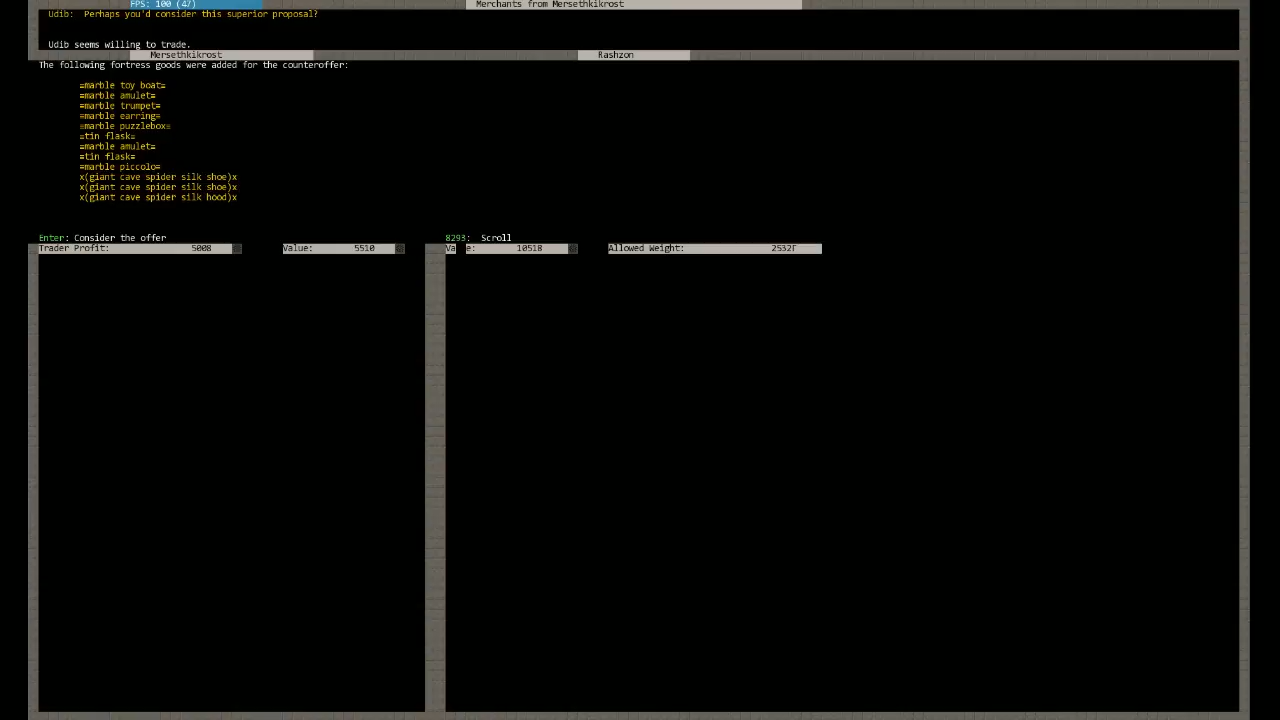 FPS: 100 (47)
Merchants from Mersethkikrost
Udib: Perhaps you'd consider this superior proposal?
Udib seems willing to trade.
Mersethkikrost
Rashzon
The following fortress goods were added for the counteroffer:
≡marble toy boat≡
=marble amulet=
=marble trumpet=
=marble earring=
≡marble puzzlebox≡
=tin flask=
=marble amulet=
=tin flask=
=marble piccolo=
x(giant cave spider silk shoe)x
x(giant cave spider silk shoe)x
x(giant cave spider silk hood)x
Enter: Consider the offer
8293: Scroll
Trader Profit: 5008
Value: 5510
Va e: 10518
Allowed Weight: 2532Γ